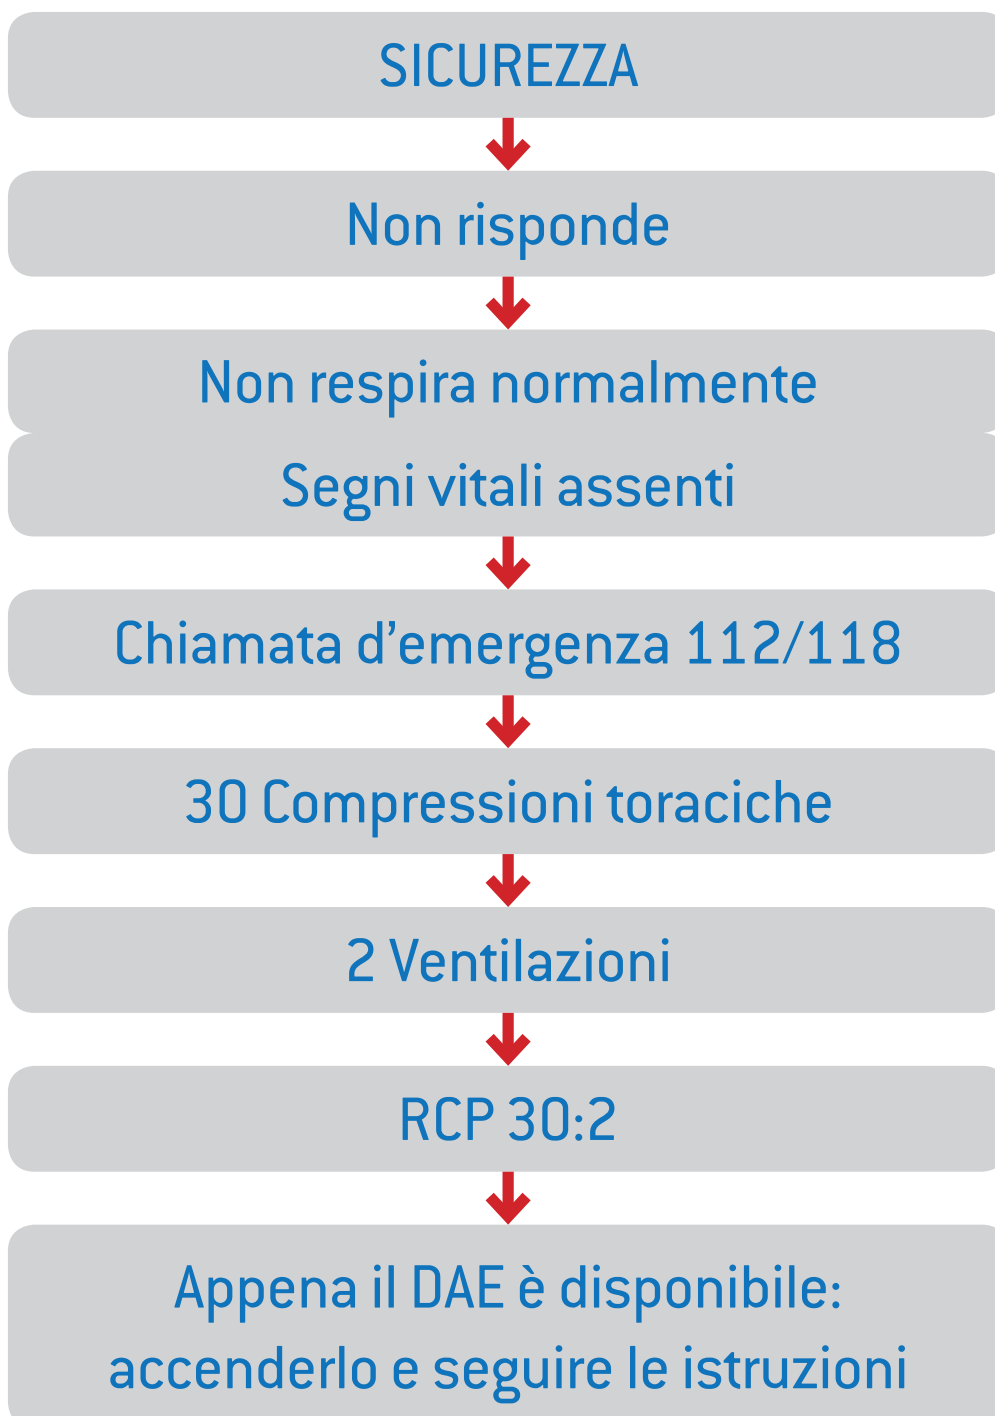 SICUREZZA
Non risponde
Non respira normalmente
Segni vitali assenti
Chiamata d’emergenza 112/118
30 Compressioni toraciche
2 Ventilazioni
RCP 30:2
Appena il DAE è disponibile:
accenderlo e seguire le istruzioni